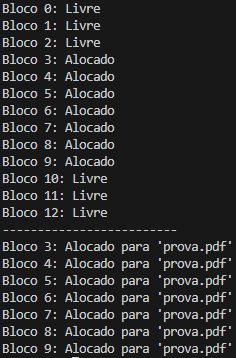 Bloco 0: Livre
Bloco 1: Livre
Bloco 2: Livre
Bloco 3: Alocado
Bloco 4: Alocado
Bloco 5: Alocado
Bloco 6: Alocado
Bloco 7: Alocado
Bloco 8: Alocado
Bloco 9: Alocado
Bloco 10: Livre
Bloco 11: Livre
Bloco 12: Livre
-------------------------
Bloco 3: Alocado para 'prova.pdf'
Bloco 4: Alocado para 'prova.pdf'
Bloco 5: Alocado para 'prova.pdf'
Bloco 6: Alocado para 'prova.pdf'
Bloco 7: Alocado para 'prova.pdf'
Bloco 8: Alocado para 'prova.pdf'
Bloco 9: Alocado para 'prova.pdf'